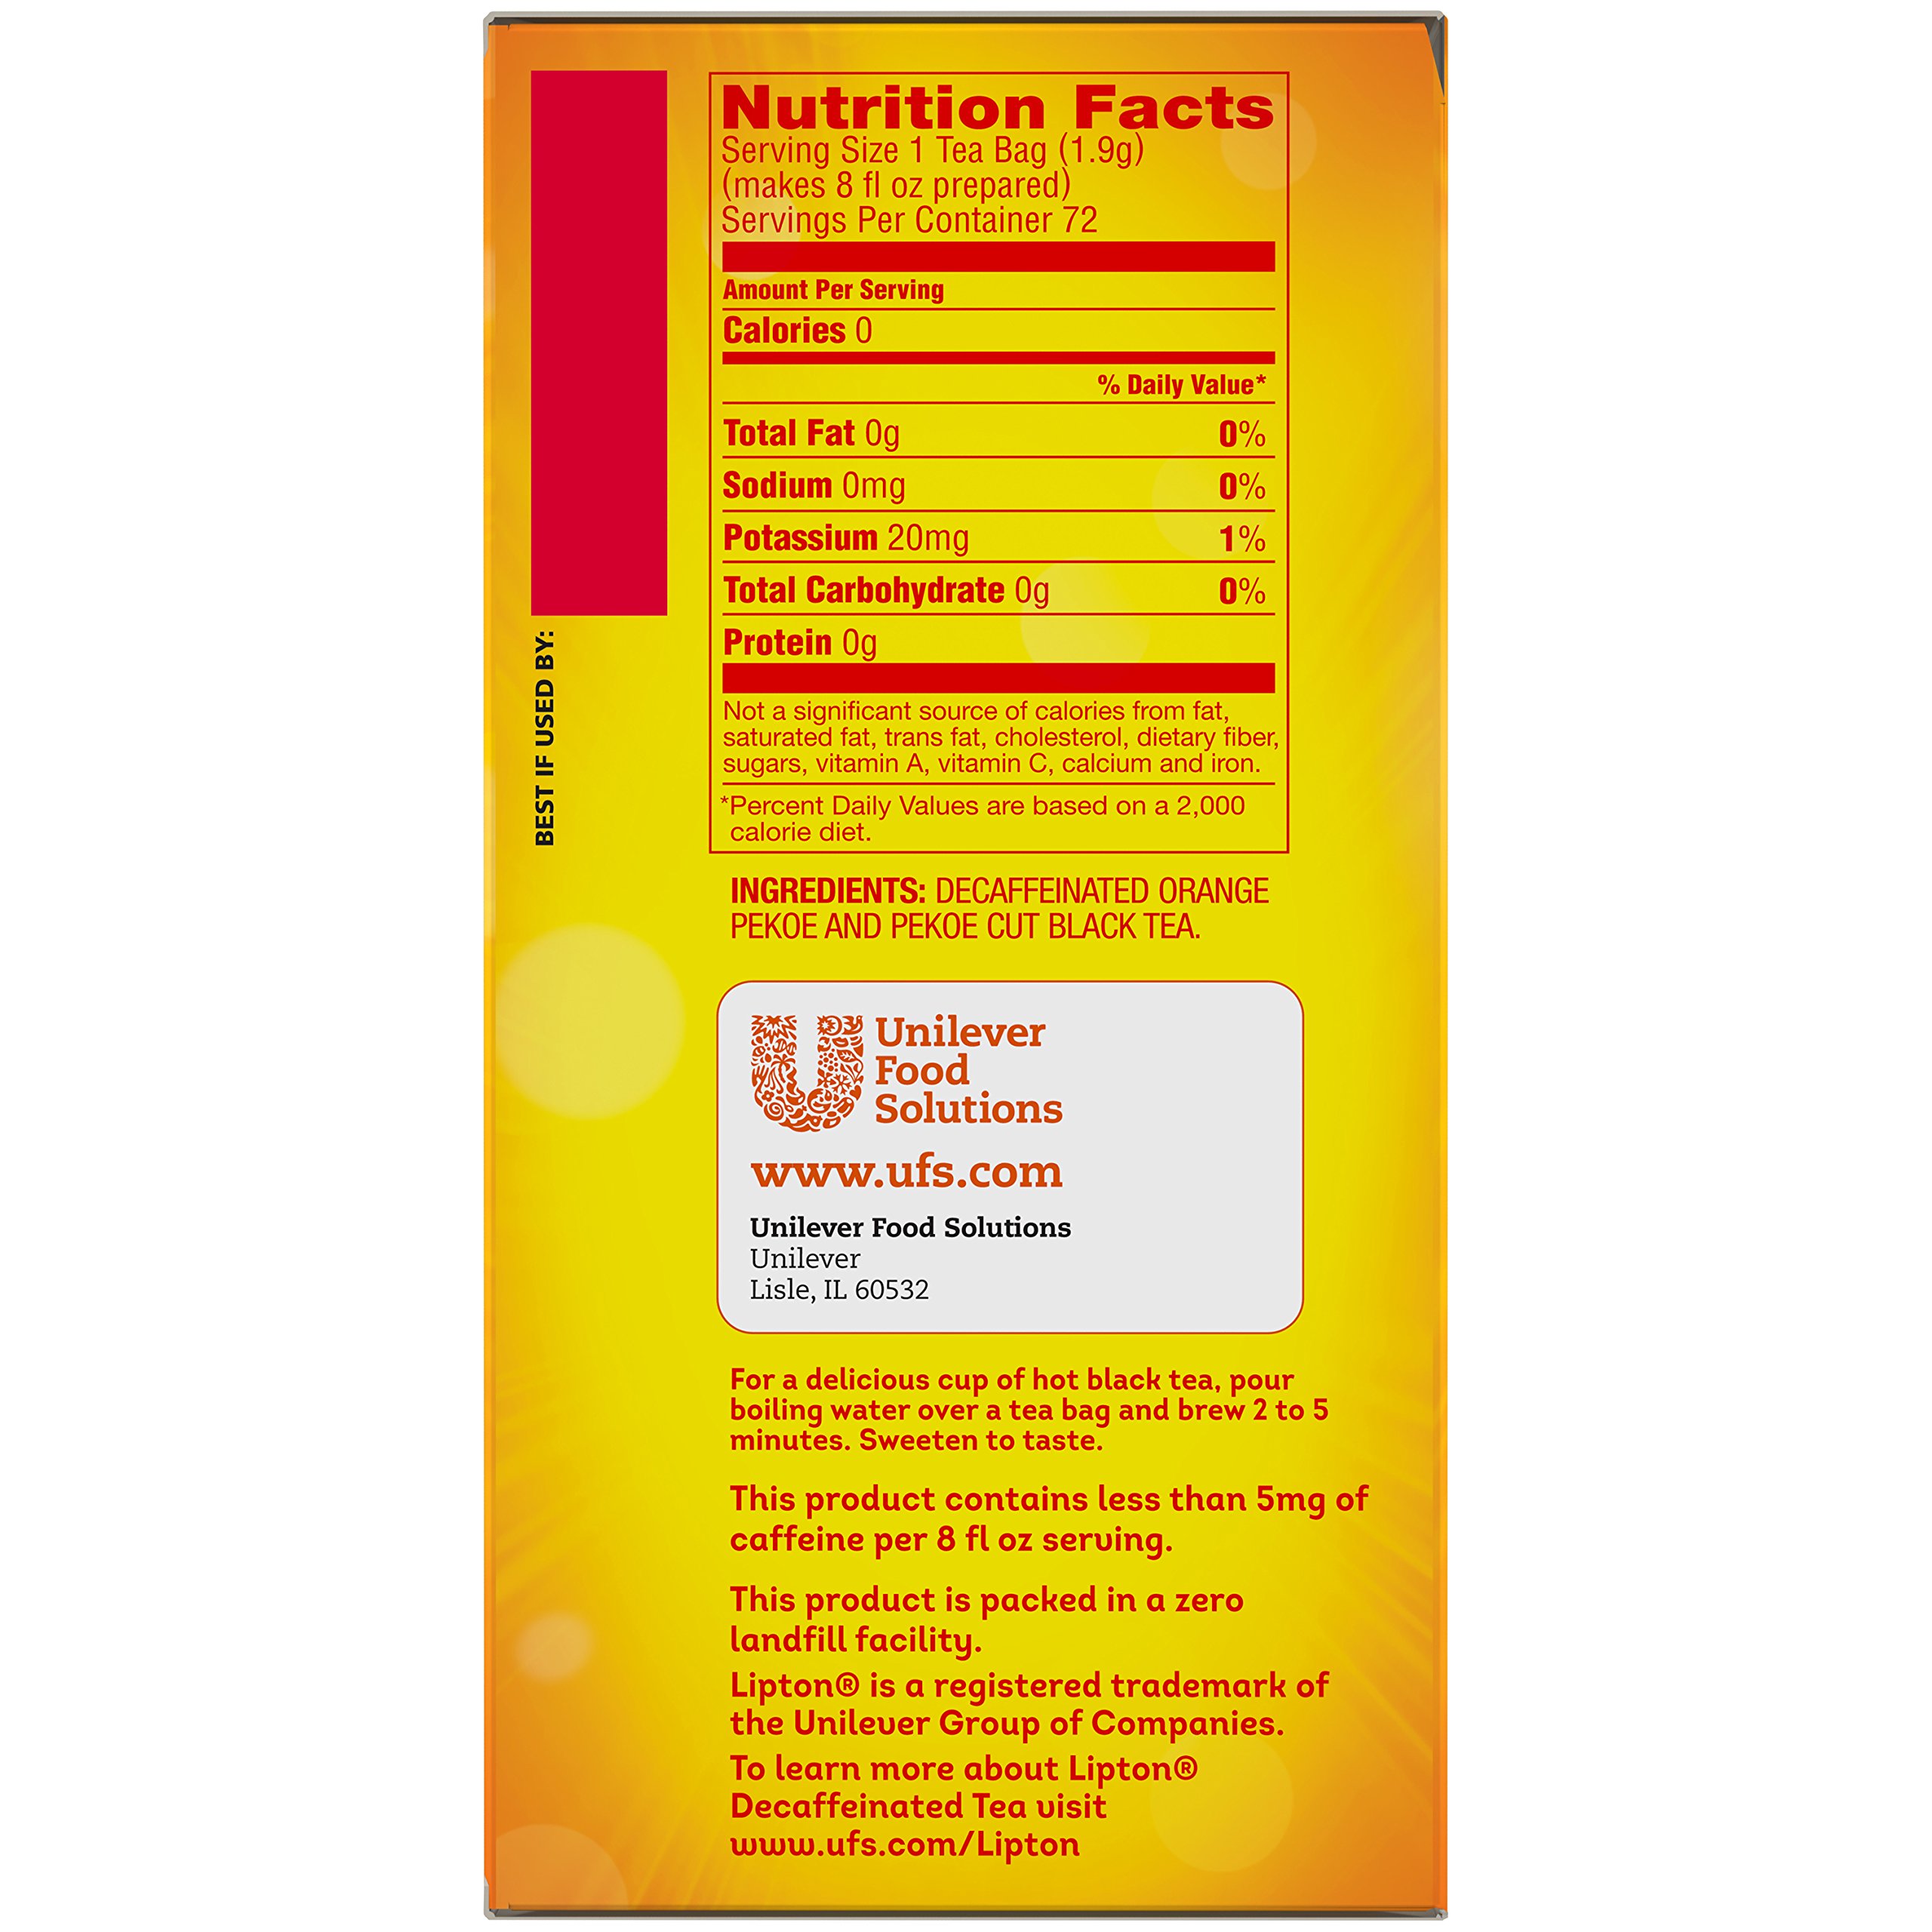 Nutrition Facts
Serving Size 1 Tea Bag (1.9g)
(makes 8 fl oz prepared)
Servings Per Container 72
Amount Per Serving
Calories 0
% Daily Value*
Total Fat 0g 0%
Sodium 0mg 0%
Potassium 20mg 1%
Total Carbohydrate 0g 0%
Protein 0g
Not a significant source of calories from fat,
saturated fat, trans fat, cholesterol, dietary fiber,
sugars, vitamin A, vitamin C, calcium and iron.
*Percent Daily Values are based on a 2,000
calorie diet.
BEST IF USED BY:
INGREDIENTS: DECAFFEINATED ORANGE
PEKOE AND PEKOE CUT BLACK TEA.
Unilever
Food
Solutions
www.ufs.com
Unilever Food Solutions
Unilever
Lisle, IL 60532
For a delicious cup of hot black tea, pour
boiling water over a tea bag and brew 2 to 5
minutes. Sweeten to taste.
This product contains less than 5mg of
caffeine per 8 fl oz serving.
This product is packed in a zero
landfill facility.
Lipton® is a registered trademark of
the Unilever Group of Companies.
To learn more about Lipton®
Decaffeinated Tea visit
www.ufs.com/Lipton